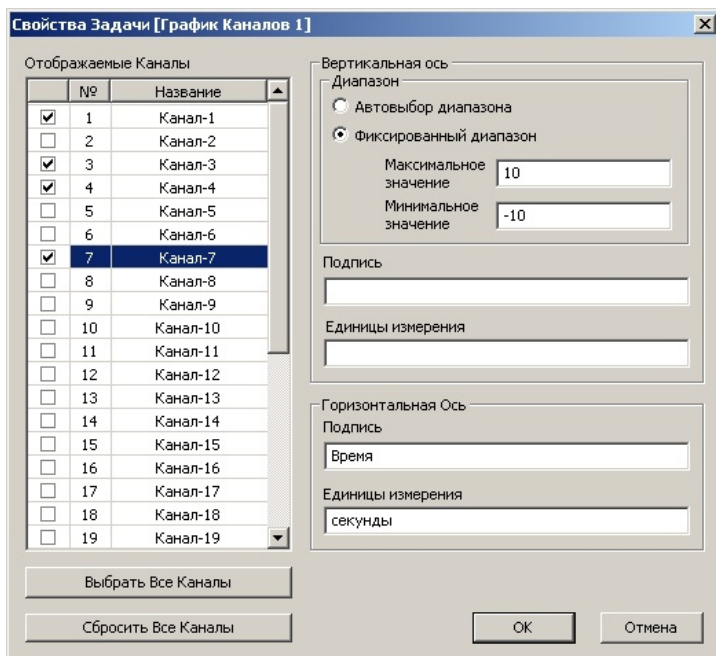 Свойства Задачи [График Каналов 1]
Отображаемые Каналы
№ Название
1 Канал-1
2 Канал-2
3 Канал-3
4 Канал-4
5 Канал-5
6 Канал-6
7 Канал-7
8 Канал-8
9 Канал-9
10 Канал-10
11 Канал-11
12 Канал-12
13 Канал-13
14 Канал-14
15 Канал-15
16 Канал-16
17 Канал-17
18 Канал-18
19 Канал-19
Выбрать Все Каналы
Сбросить Все Каналы
Вертикальная ось
Диапазон
Автовыбор диапазона
Фиксированный диапазон
Максимальное
значение
10
Минимальное
значение
-10
Подпись
Единицы измерения
Горизонтальная Ось
Подпись
Время
Единицы измерения
секунды
OK
Отмена